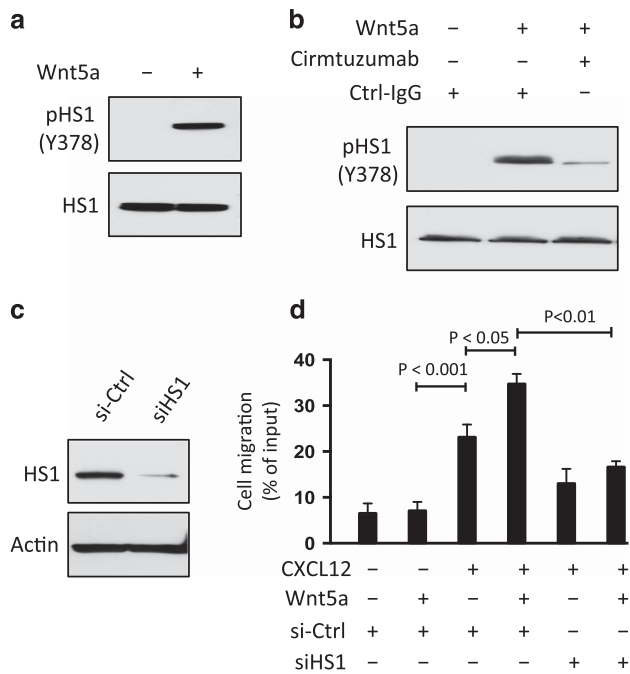 a
Wnt5a – +
pHS1
(Y378)
HS1
b
Wnt5a – + +
Cirmtuzumab – – +
Ctrl-IgG + + –
pHS1
(Y378)
HS1
c
si-Ctrl siHS1
HS1
Actin
d
P<0.01
P < 0.05
P < 0.001
Cell migration
(% of input)
40
30
20
10
0
CXCL12 – – + + + +
Wnt5a – + – + – +
si-Ctrl + + + + – –
siHS1 – – – – + +